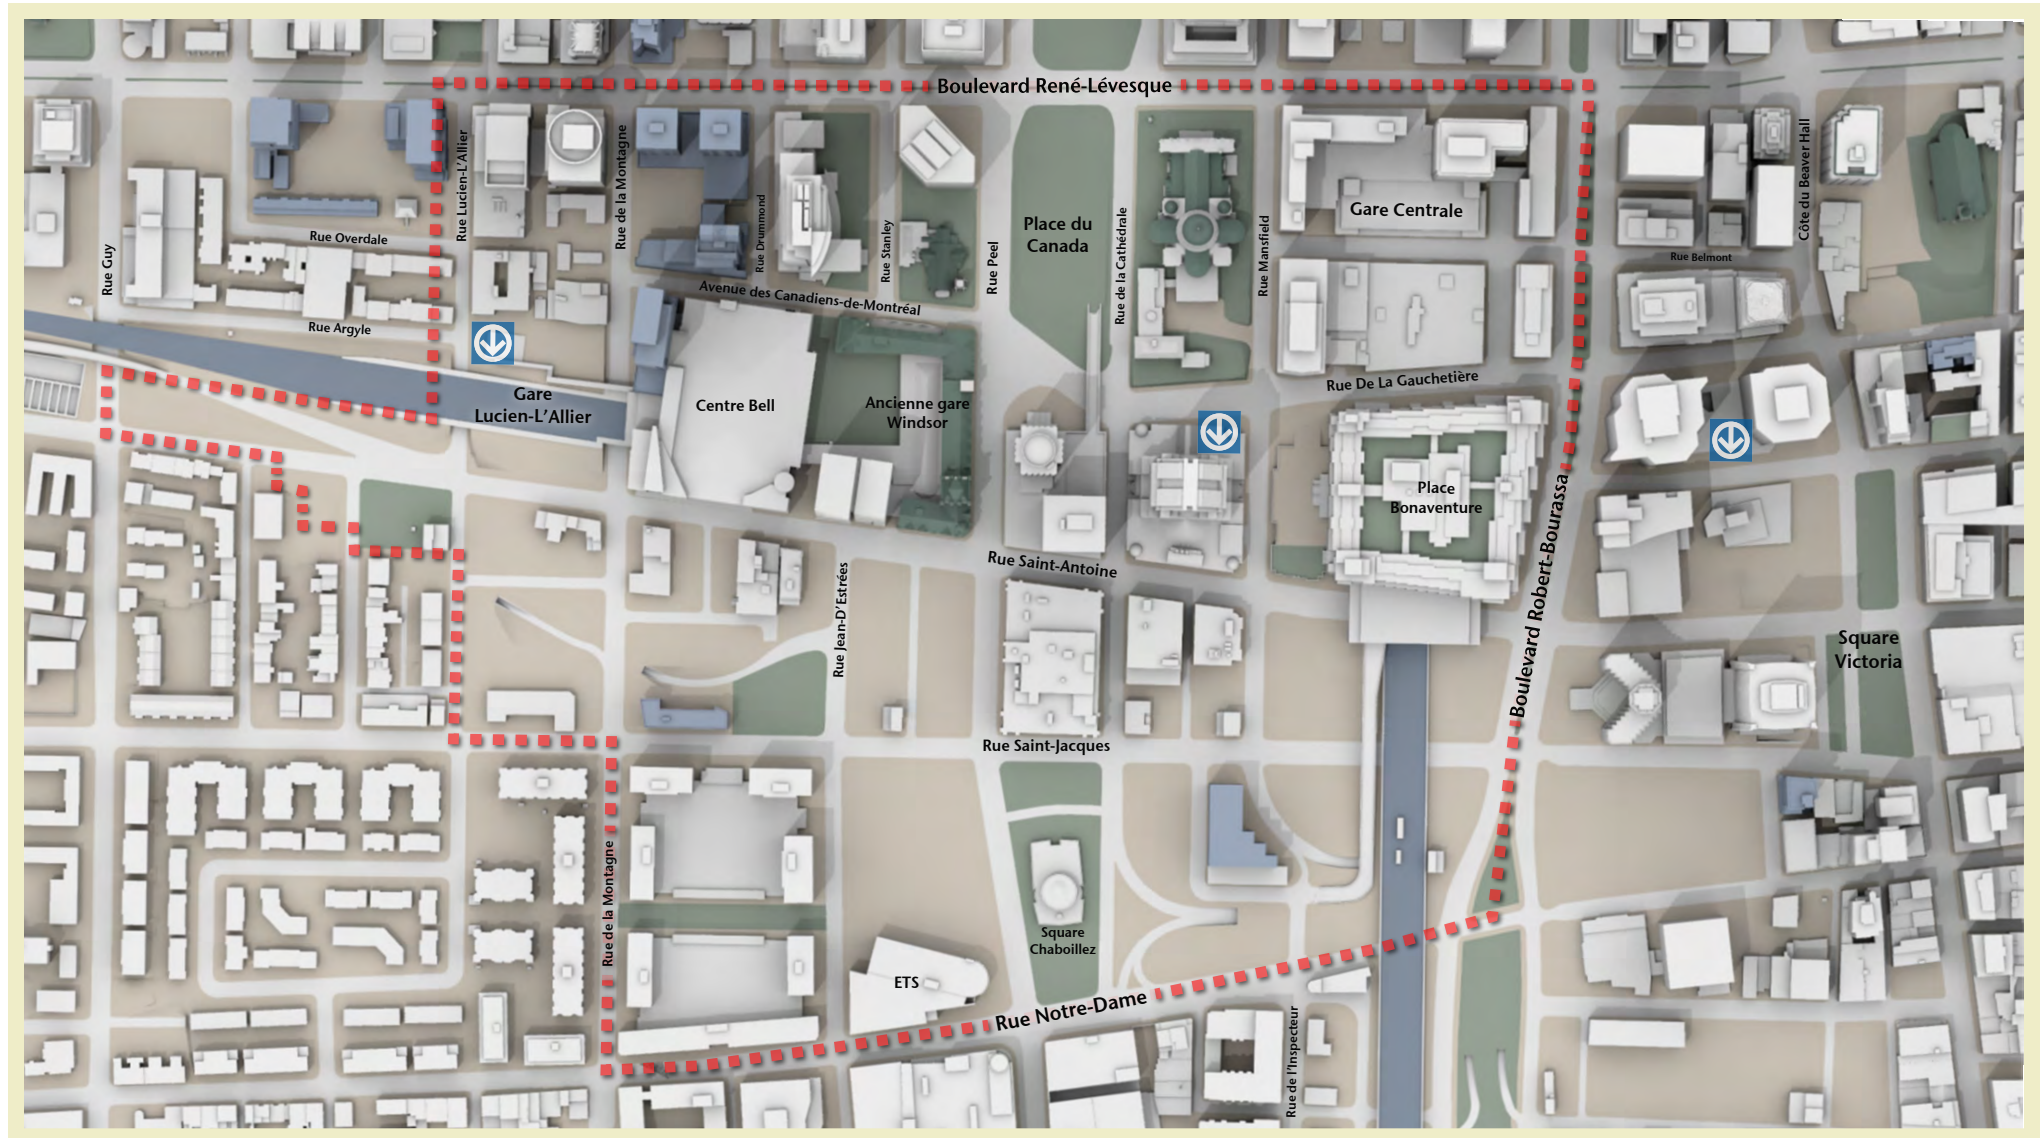 Boulevard René-Lévesque
Rue Lucien-L'Allier
Rue de la Montagne
Côte du Beaver Hall
Rue Drummond
Rue Stanley
Rue Peel
Place du
Canada
Rue de la Cathédrale
Rue Mansfield
Gare Centrale
Rue Guy
Rue Overdale
Rue Belmont
Avenue des Canadiens-de-Montréal
Rue Argyle
Gare
Lucien-L'Allier
Centre Bell
Ancienne gare
Windsor
Rue De La Gauchetière
Place
Bonaventure
Boulevard Robert-Bourassa
Rue Saint-Antoine
Rue Jean-D'Estrées
Square
Victoria
Rue Saint-Jacques
Rue de la Montagne
Square
Chaboillez
ETS
Rue Notre-Dame
Rue de l'Inspecteur